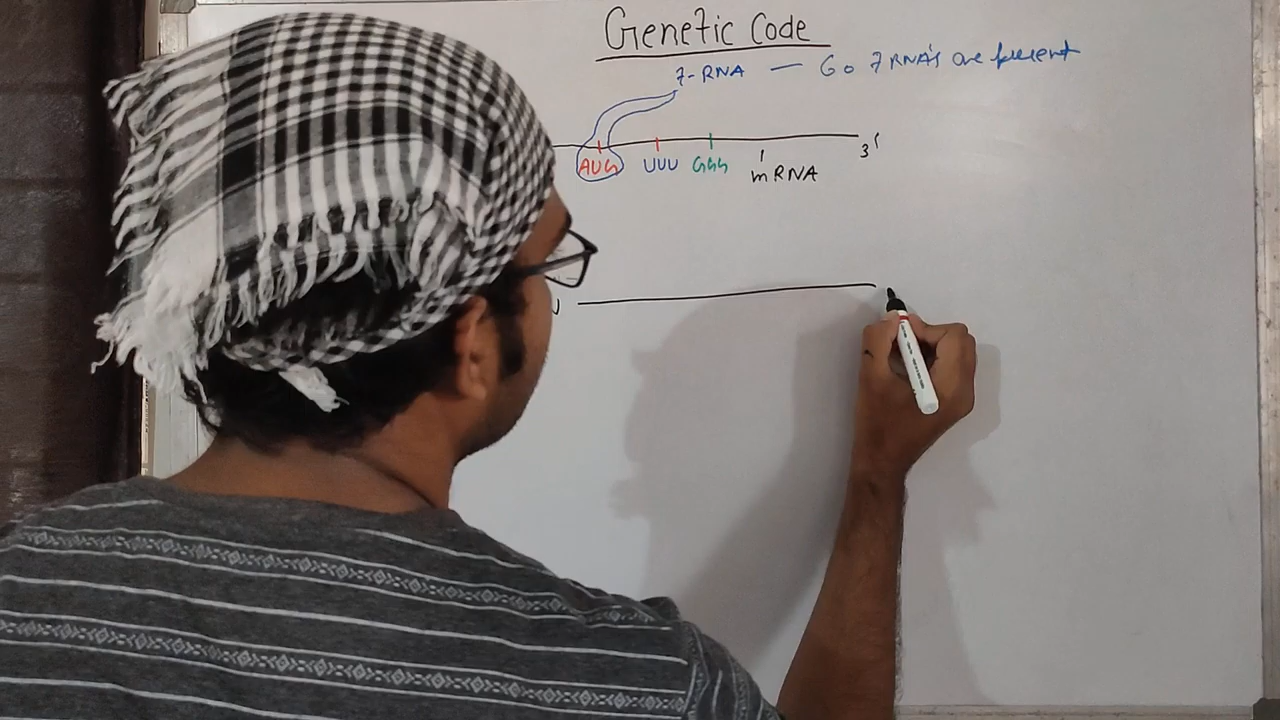 Genetic Code
t-RNA — 60 tRNA's are present
AUG UUU GGG mRNA 3'